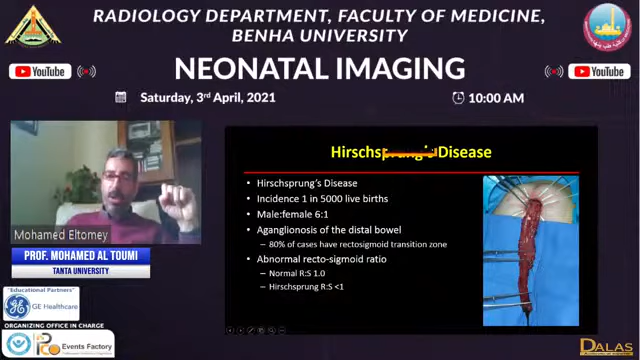 RADIOLOGY DEPARTMENT, FACULTY OF MEDICINE,
BENHA UNIVERSITY
YouTube
NEONATAL IMAGING
YouTube
Saturday, 3rd April, 2021
10:00 AM
Mohamed Eltomey
PROF. MOHAMED AL TOUMI
TANTA UNIVERSITY
"Educational Partners"
GE Healthcare
ORGANIZING OFFICE IN CHARGE
Events Factory
Hirschsprung's Disease
• Hirschsprung's Disease
• Incidence 1 in 5000 live births
• Male:female 6:1
• Aganglionosis of the distal bowel
– 80% of cases have rectosigmoid transition zone
• Abnormal recto-sigmoid ratio
– Normal R:S 1.0
– Hirschsprung R:S <1
DALAS